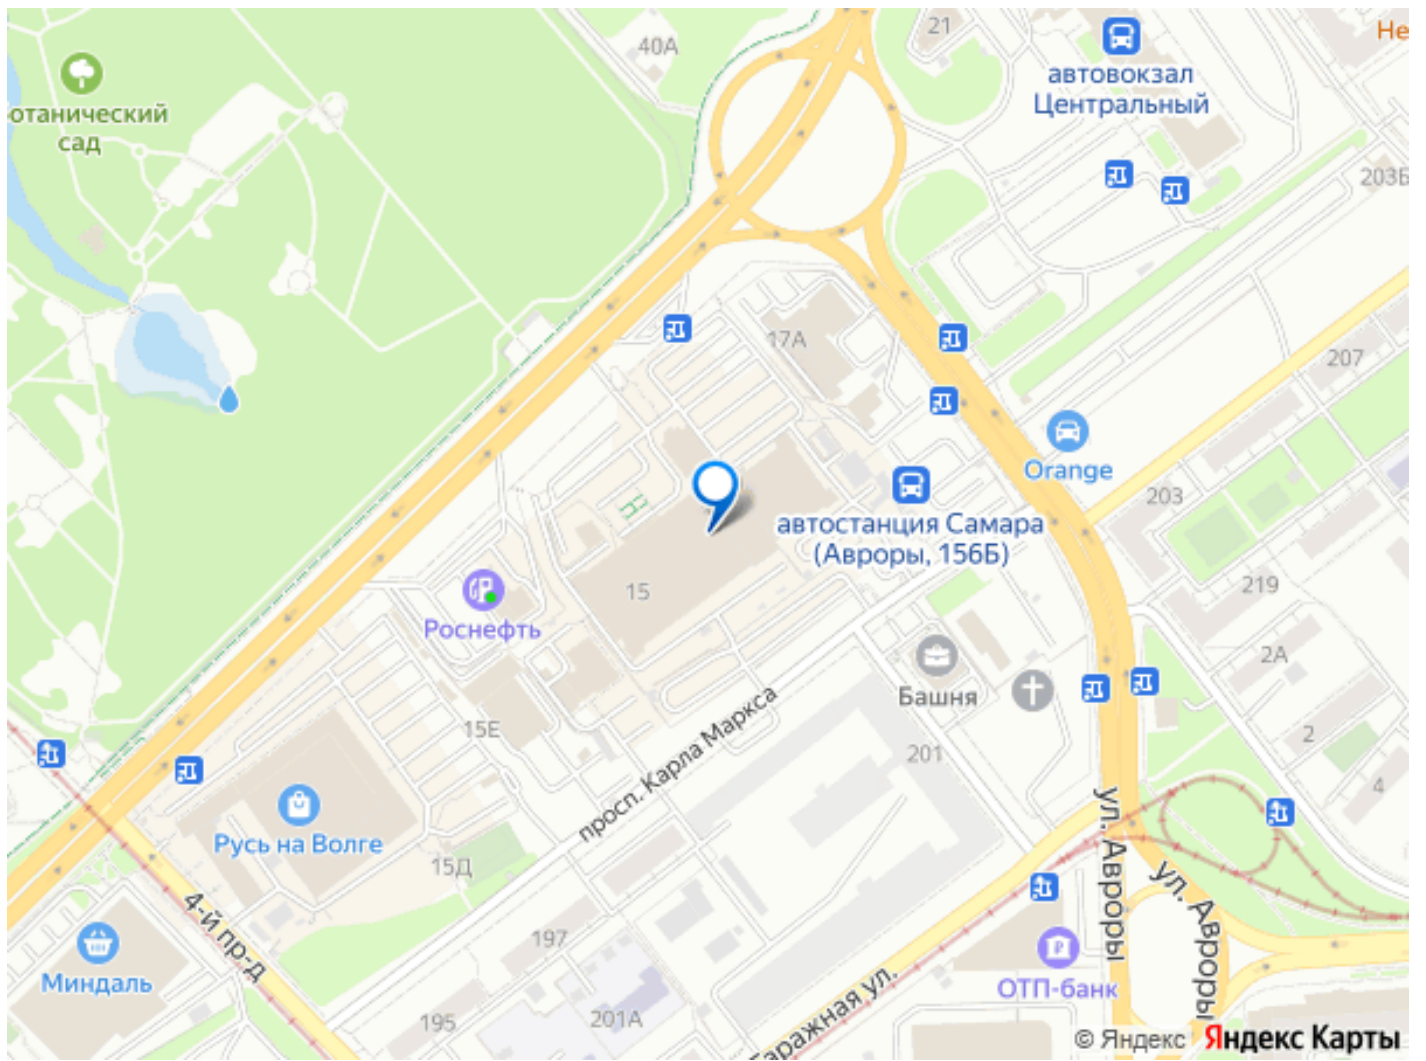 40А
21
Не
автовокзал
Центральный
отанический
сад
203Б
17А
207
Orange
203
автостанция Самара
(Авроры, 156Б)
219
15
Роснефть
2А
Башня
15Е
просп. Карла Маркса
201
2
4
Русь на Волге
15Д
ул. Авроры
ул. Авроры
4-й пр-д
197
Миндаль
ОТП-банк
195
201А
Гаражная ул.
© Яндекс Яндекс Карты